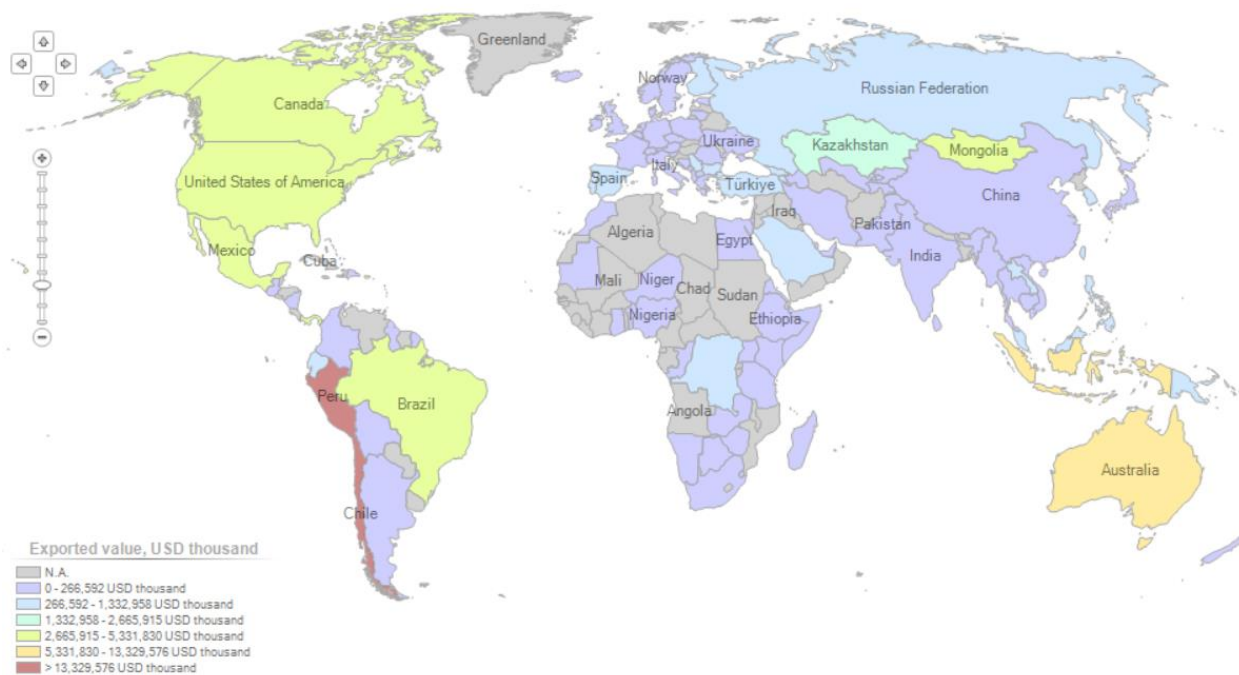 Greenland
Norway
Canada
Russian Federation
Ukraine
Kazakhstan
Mongolia
Italy
United States of America
Spain
Türkiye
China
Iraq
Pakistan
Algeria
Egypt
Mexico
Cuba
India
Mali
Niger
Chad
Sudan
Nigeria
Ethiopia
Peru
Brazil
Angola
Australia
Chile
Exported value, USD thousand
N.A.
0 - 266,592 USD thousand
266,592 - 1,332,958 USD thousand
1,332,958 - 2,665,915 USD thousand
2,665,915 - 5,331,830 USD thousand
5,331,830 - 13,329,576 USD thousand
> 13,329,576 USD thousand